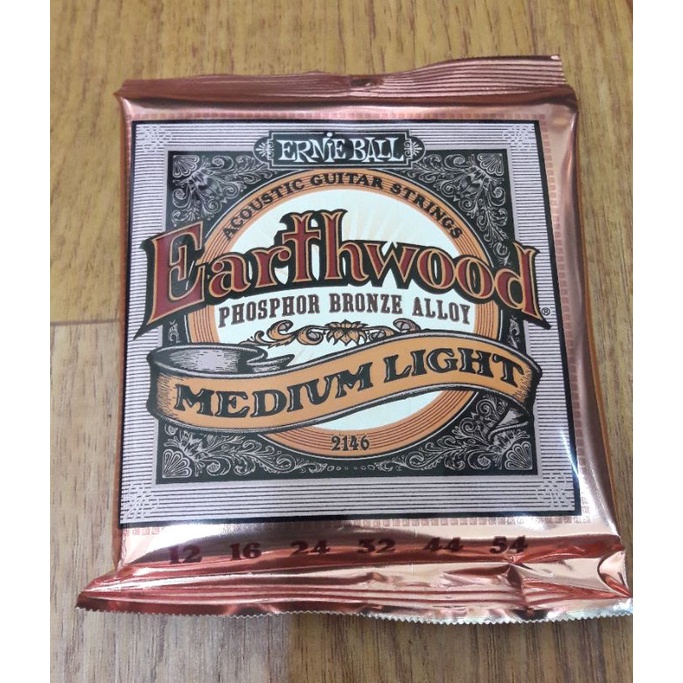 ERNIE BALL
ACOUSTIC GUITAR STRINGS
Earthwood®
PHOSPHOR BRONZE ALLOY
MEDIUM LIGHT
2146
12 16 24 32 44 54